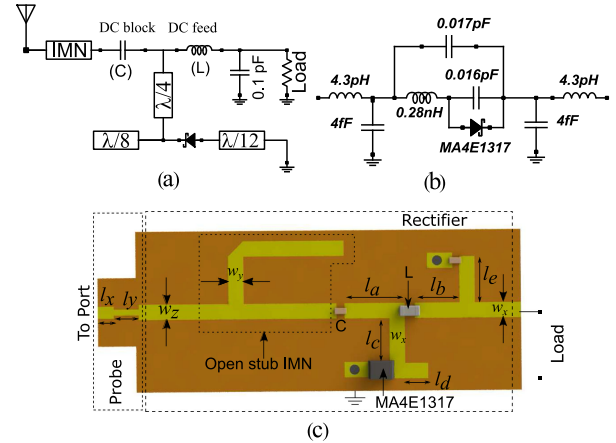 DC block
DC feed
IMN
(C)
(L)
0.1 pF
Load
λ/4
λ/8
λ/12
(a)
0.017pF
4.3pH
0.016pF
4.3pH
0.28nH
4fF
MA4E1317
4fF
(b)
Rectifier
To Port
lx
ly
wz
wy
C
la
L
lb
le
wx
lc
wx
ld
Open stub IMN
MA4E1317
Probe
Load
(c)